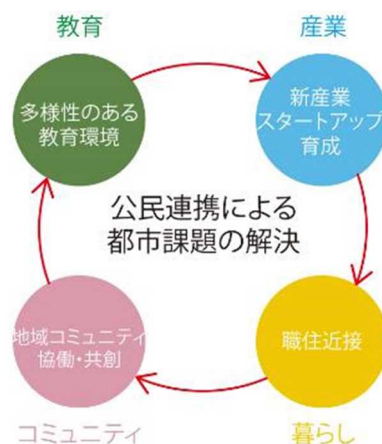 教育
産業
多様性のある
教育環境
新産業
スタートアップ
育成
公民連携による
都市課題の解決
地域コミュニティ
協働・共創
職住近接
コミュニティ
暮らし